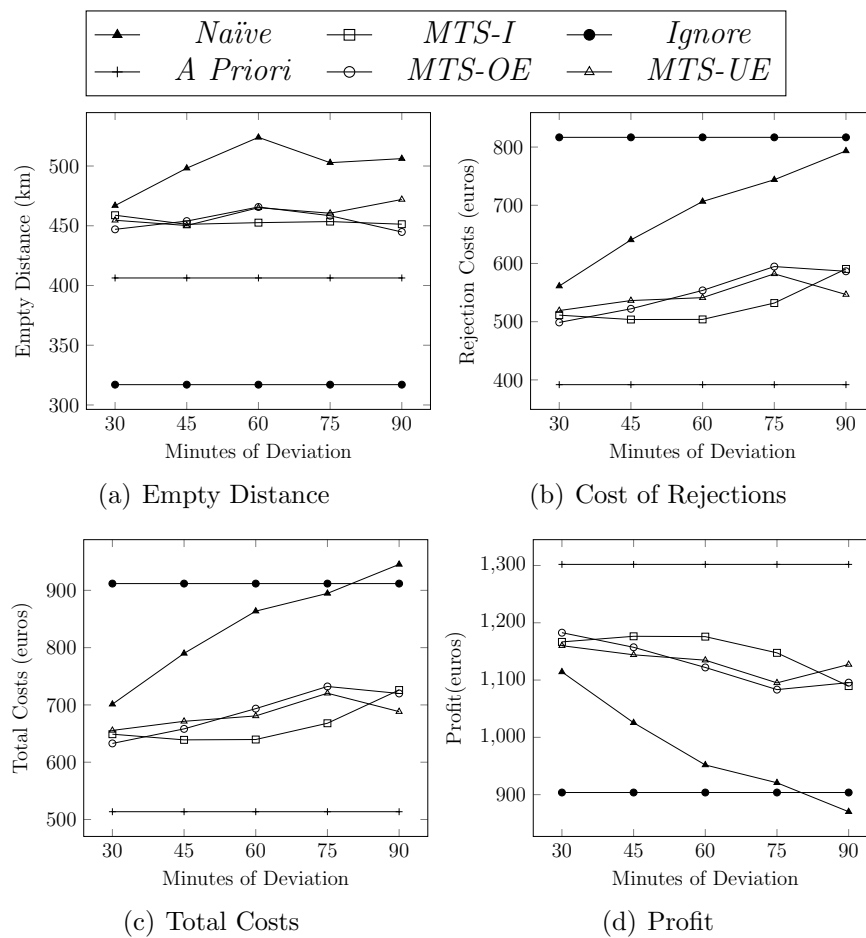 Naïve MTS-I Ignore
A Priori MTS-OE MTS-UE
Empty Distance (km)
500
450
400
350
300
30 45 60 75 90
Minutes of Deviation
(a) Empty Distance
Rejection Costs (euros)
800
700
600
500
400
30 45 60 75 90
Minutes of Deviation
(b) Cost of Rejections
Total Costs (euros)
900
800
700
600
500
30 45 60 75 90
Minutes of Deviation
(c) Total Costs
Profit(euros)
1,300
1,200
1,100
1,000
900
30 45 60 75 90
Minutes of Deviation
(d) Profit